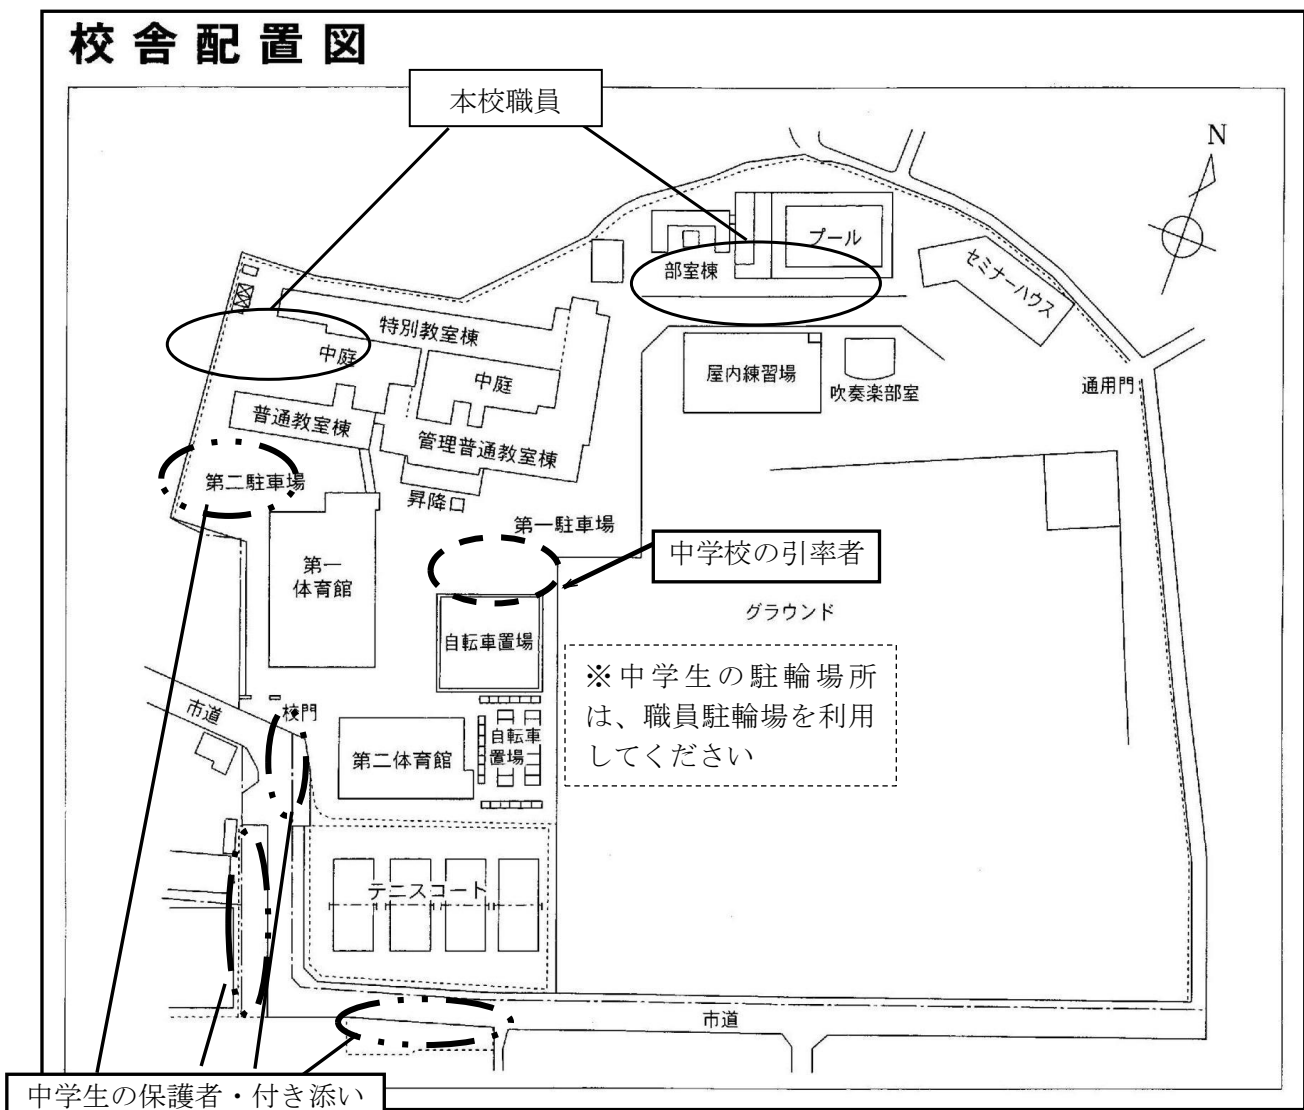 校舎配置図
本校職員
N
プール
部室棟
セミナーハウス
特別教室棟
中庭
中庭
屋内練習場
吹奏楽部室
通用門
普通教室棟
管理普通教室棟
第二駐車場
昇降口
第一駐車場
中学校の引率者
第一
体育館
グラウンド
自転車置場
※中学生の駐輪場所
は、職員駐輪場を利用
してください
市道
校門
自転車
置場
第二体育館
テニスコート
市道
中学生の保護者・付き添い